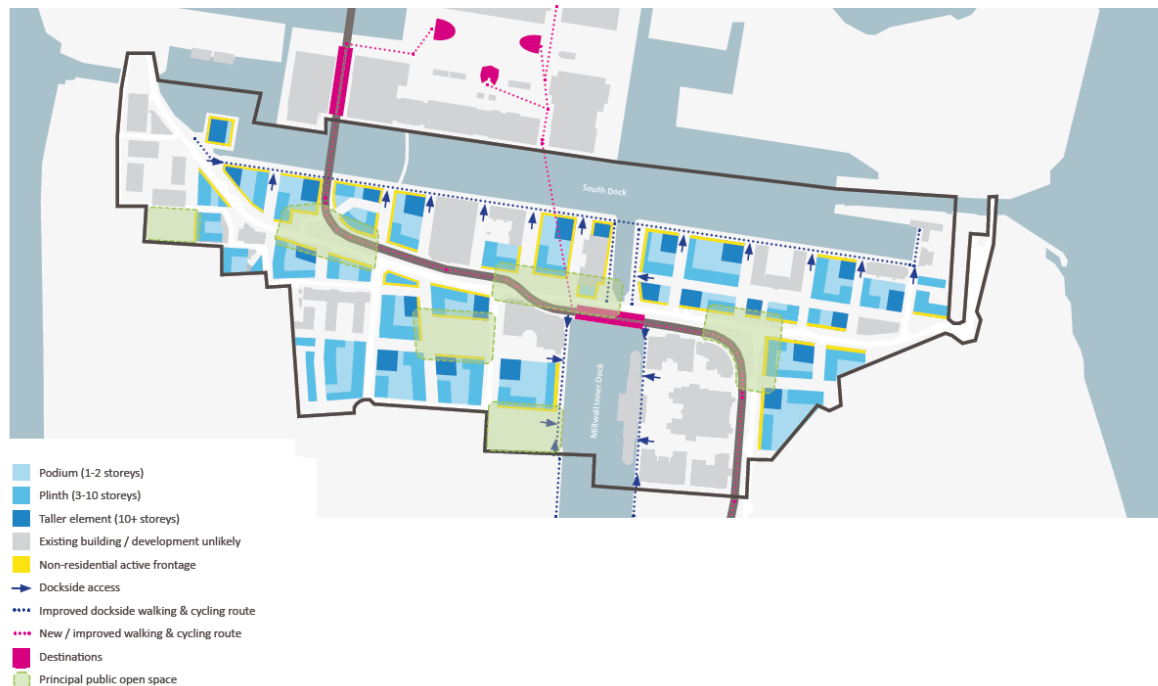 South Dock
Millwall Inner Dock
Podium (1-2 storeys)
Plinth (3-10 storeys)
Taller element (10+ storeys)
Existing building / development unlikely
Non-residential active frontage
Dockside access
Improved dockside walking & cycling route
New / improved walking & cycling route
Destinations
Principal public open space